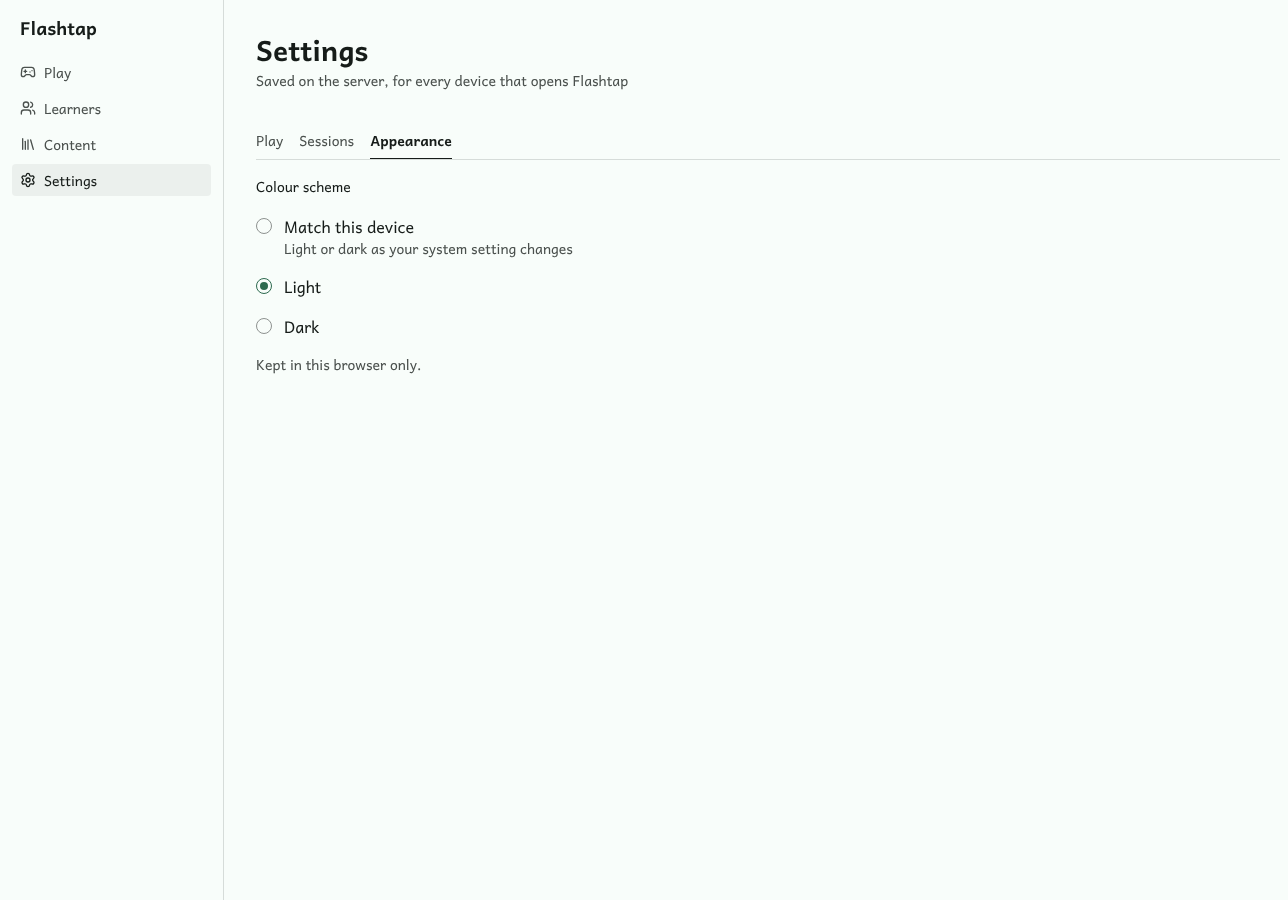 Flashtap
Play
Learners
Content
Settings
Settings
Saved on the server, for every device that opens Flashtap
Play
Sessions
Appearance
Colour scheme
Match this device
Light or dark as your system setting changes
Light
Dark
Kept in this browser only.